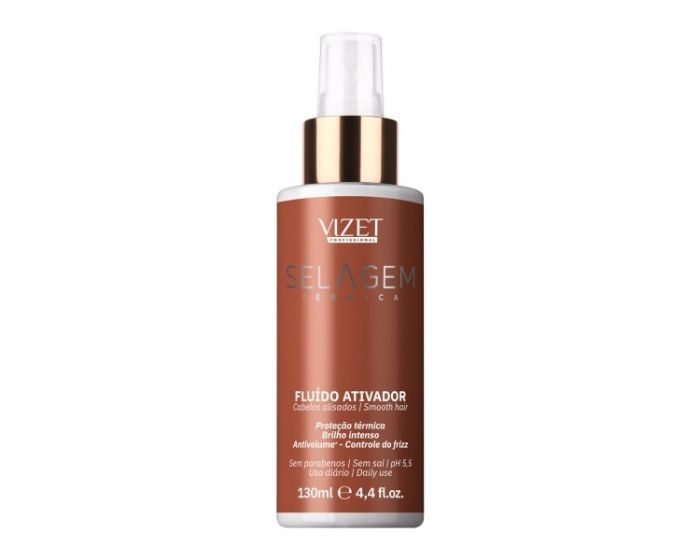 VIZET
PROFISSIONAL
SELAGEM
TÉRMICA
FLUÍDO ATIVADOR
Cabelos alisados | Smooth hair
Proteção térmica
Brilho intenso
Antivolume* - Controle do frizz
Sem parabenos | Sem sal | pH 5,5
Uso diário | Daily use
130ml ℮ 4,4 fl.oz.